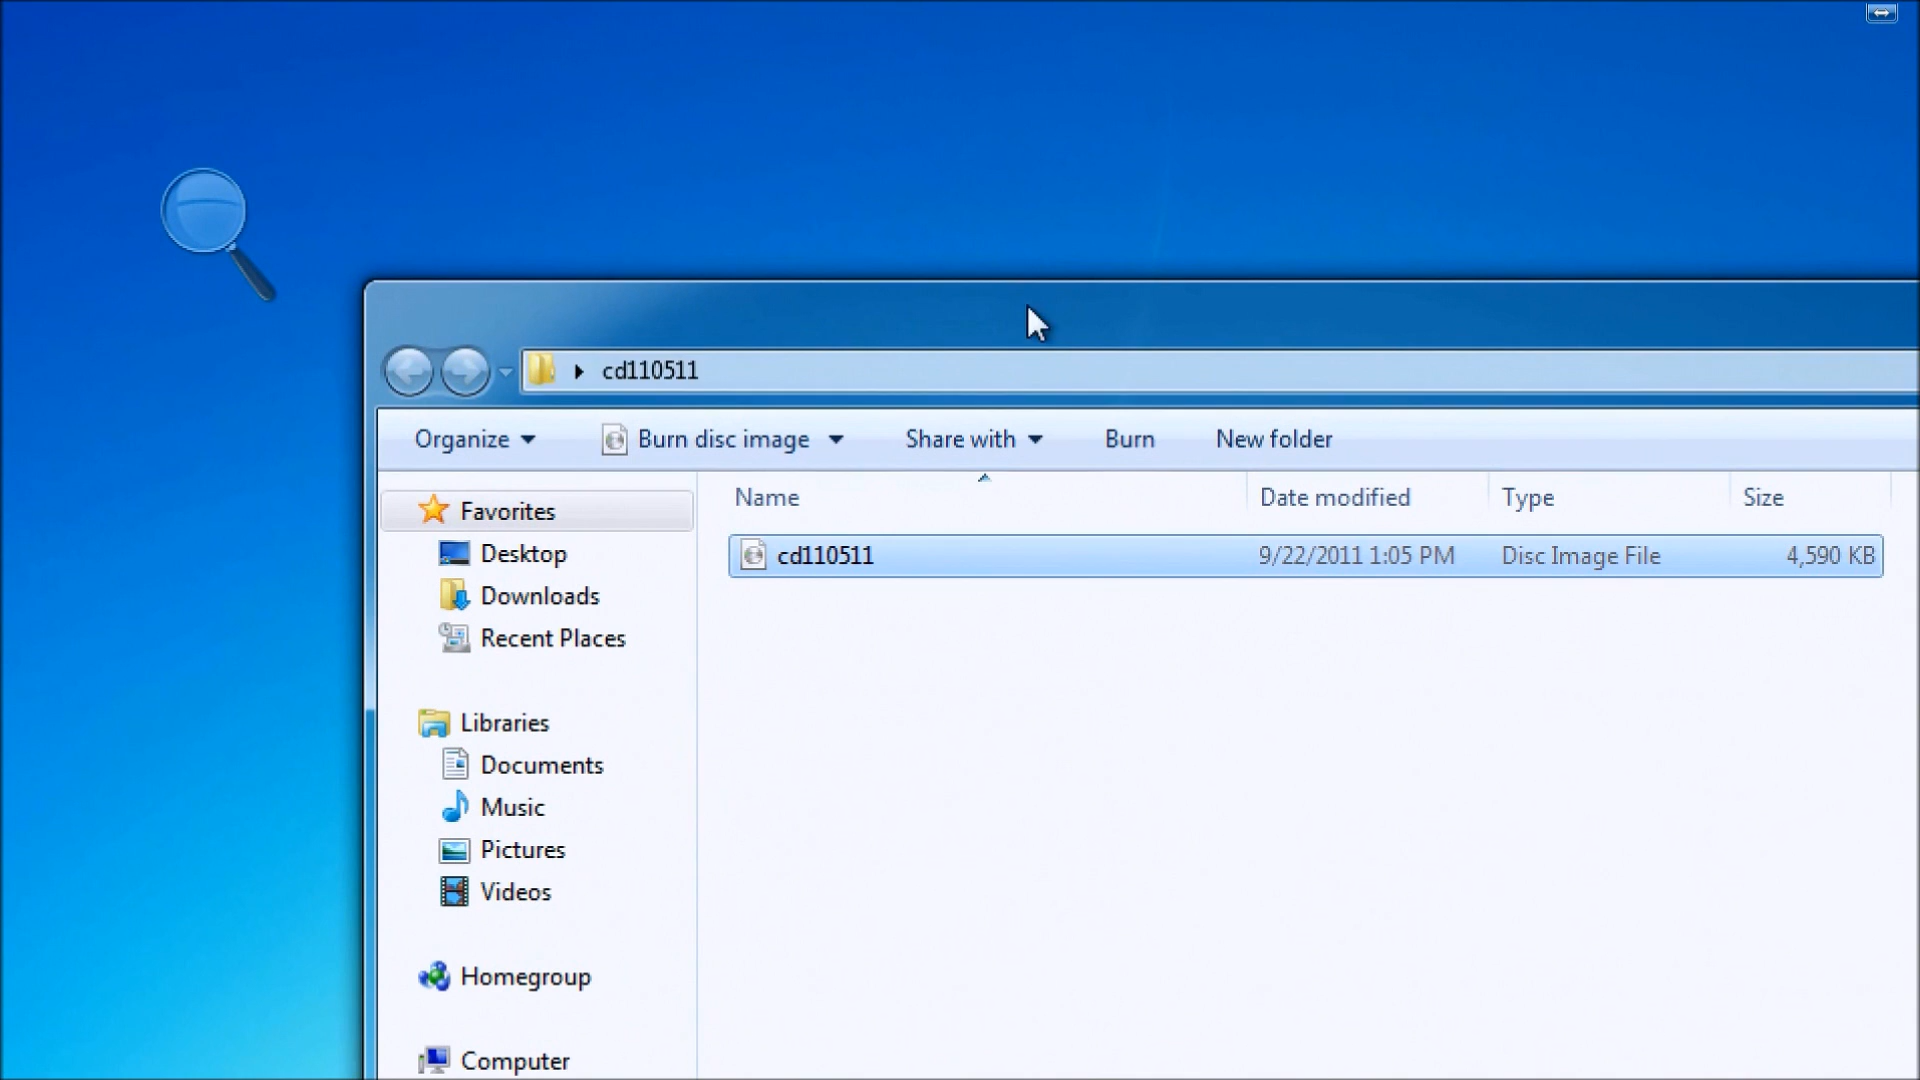 cd110511
Organize Burn disc image Share with Burn New folder
Name Date modified Type Size
cd110511 9/22/2011 1:05 PM Disc Image File 4,590 KB
Favorites
Desktop
Downloads
Recent Places
Libraries
Documents
Music
Pictures
Videos
Homegroup
Computer